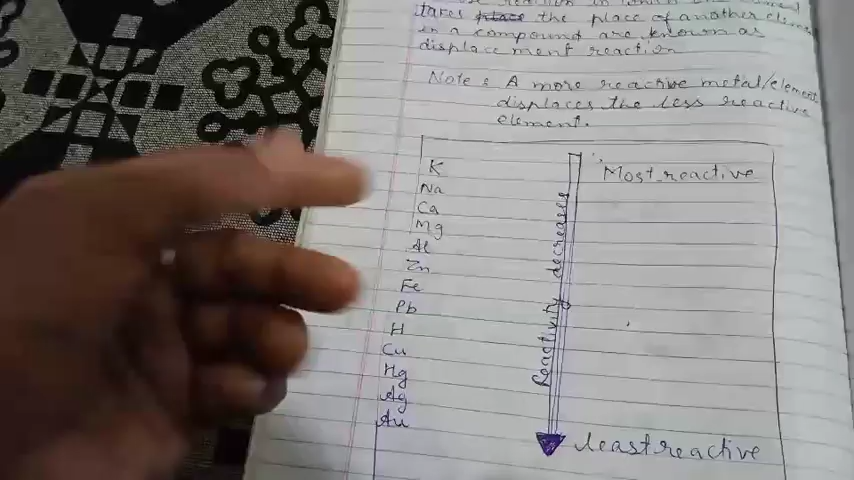 takes place the place of another
in a compound are known as
displacement reaction
Note : A more reactive metal/element
displaces the less reactive
element.
K
Na
Ca
Mg
Al
Zn
Fe
Pb
H
Cu
Hg
Ag
Au
Most reactive
Reactivity decreases
least reactive